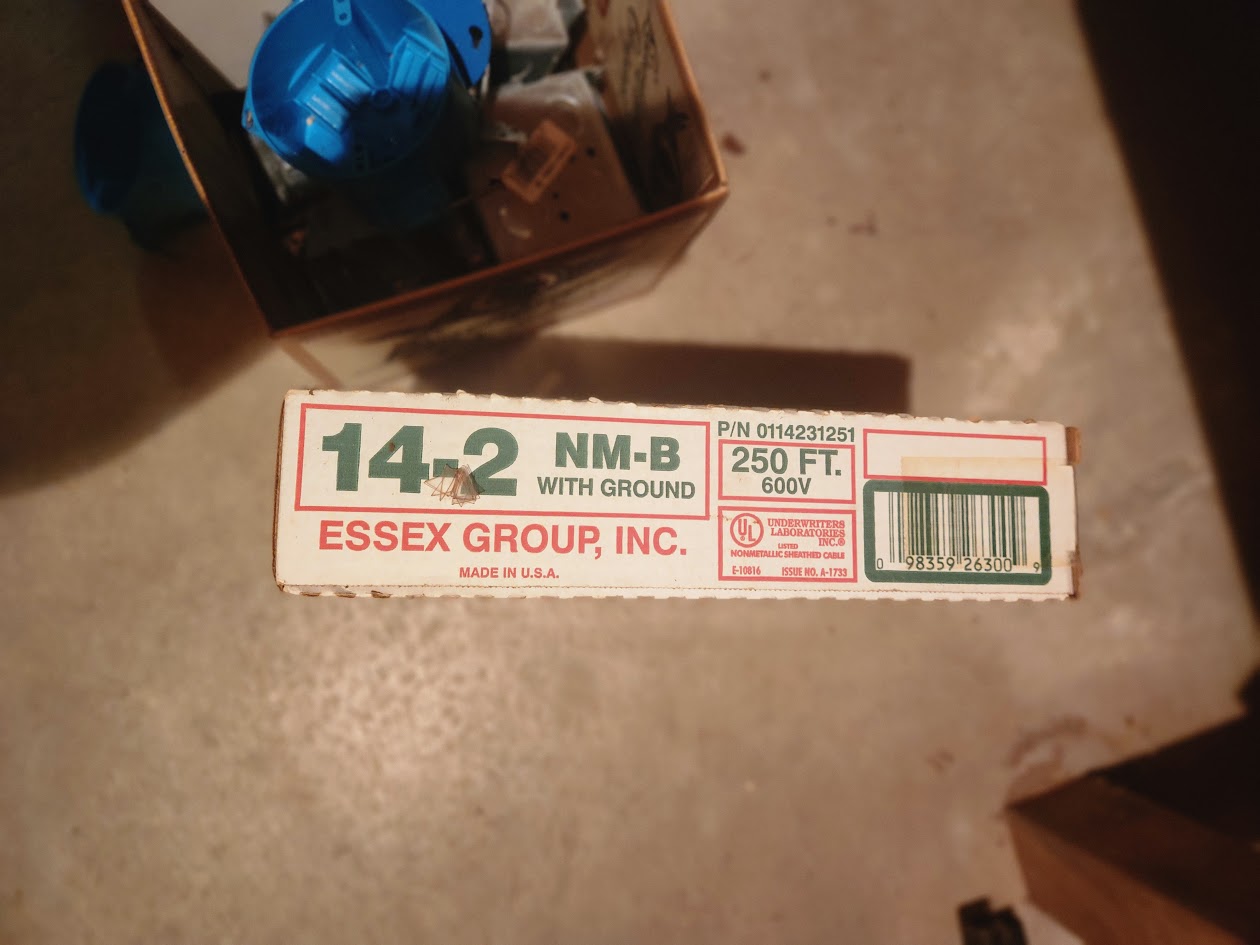 14-2 NM-B
WITH GROUND
ESSEX GROUP, INC.
MADE IN U.S.A.
P/N 0114231251
250 FT.
600V
UL
UNDERWRITERS
LABORATORIES
INC.®
LISTED
NONMETALLIC SHEATHED CABLE
E-10816 ISSUE NO. A-1733
0 98359 26300 9